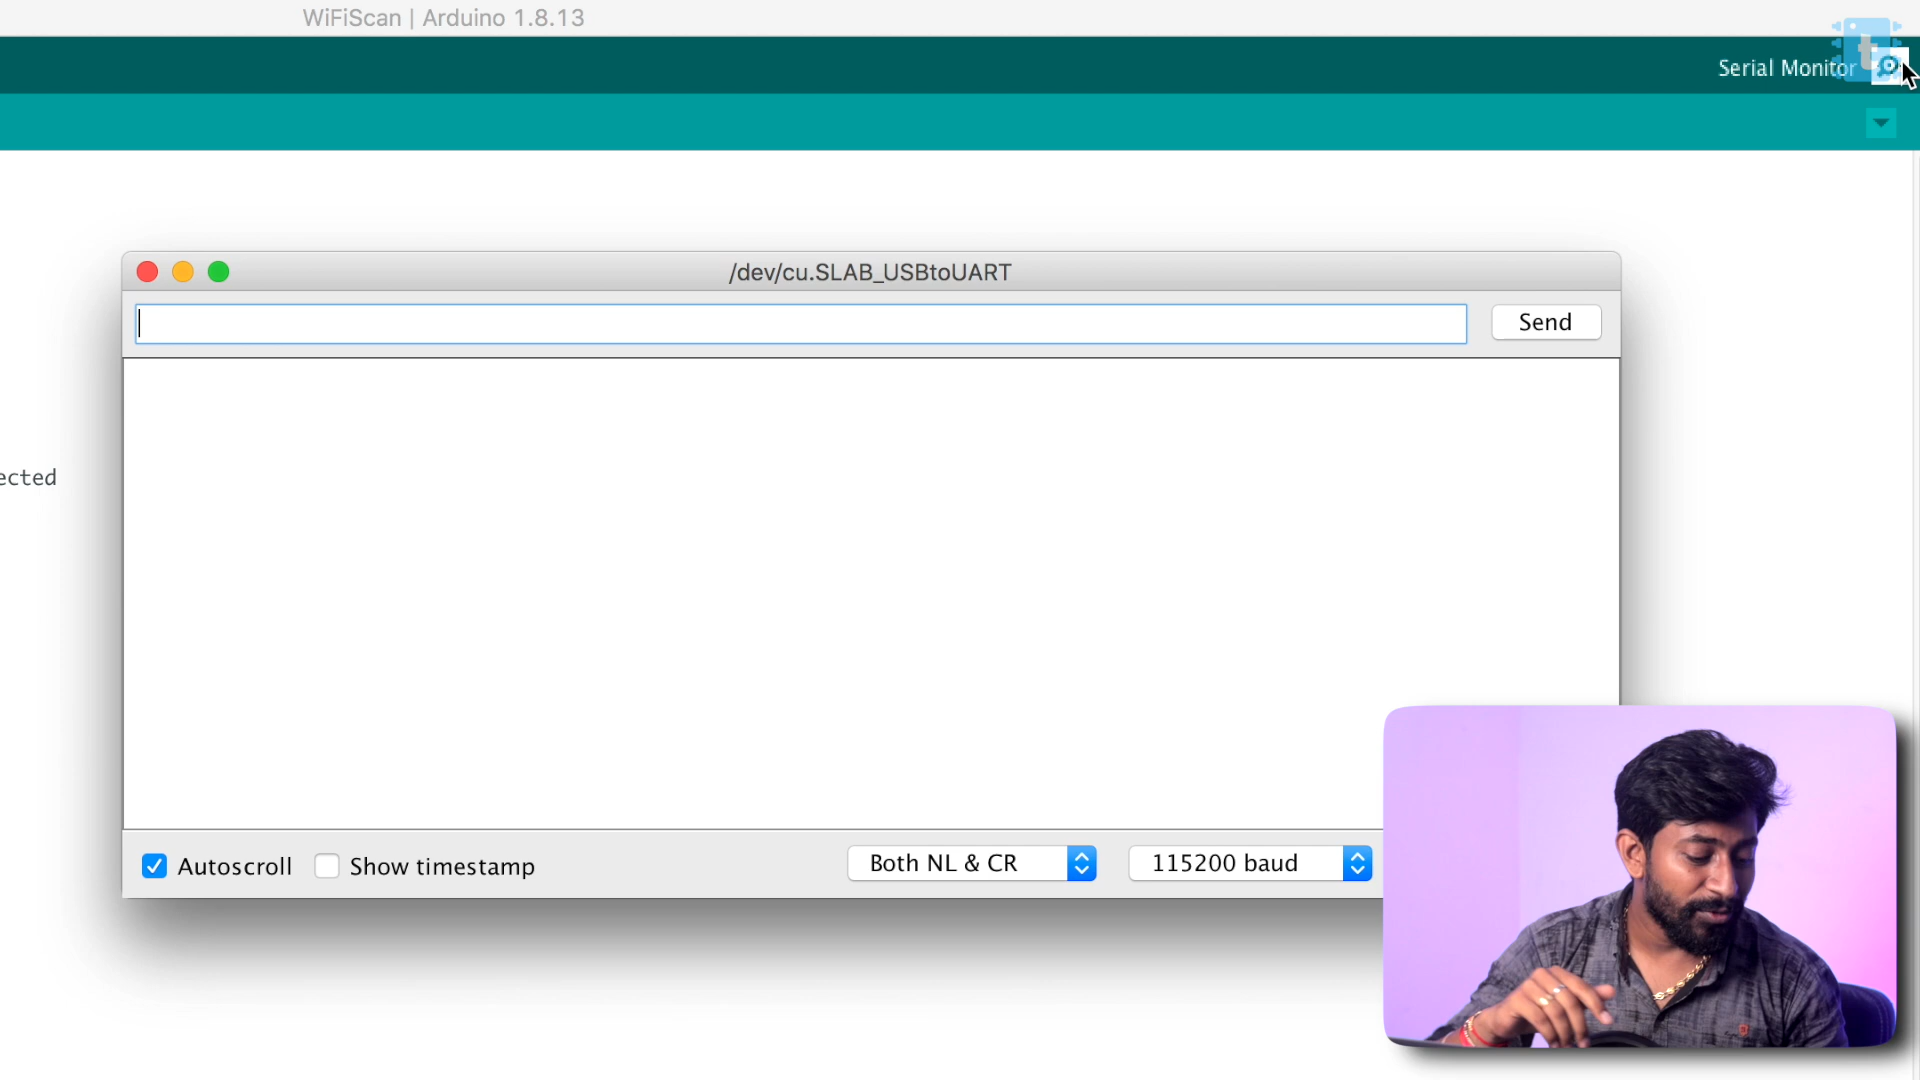 WiFiScan | Arduino 1.8.13
Serial Monitor
/dev/cu.SLAB_USBtoUART
Send
ected
Autoscroll
Show timestamp
Both NL & CR
115200 baud